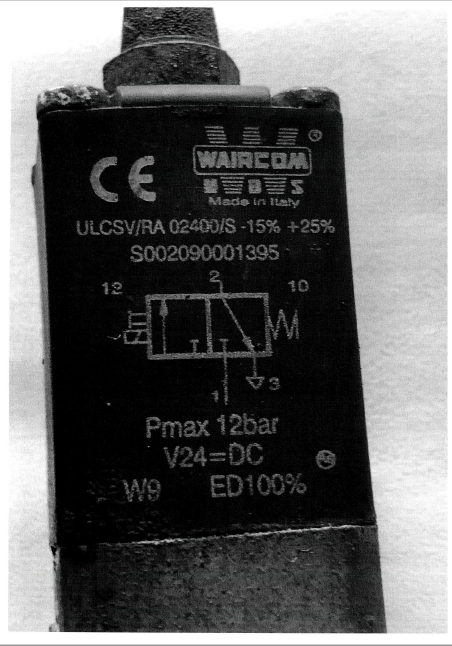 CE
®
WAIRCOM
M B S
Made in Italy
ULCSV/RA 02400/S -15% +25%
S002090001395
12 2 10
1 3
Pmax 12bar
V24=DC
W9 ED100%